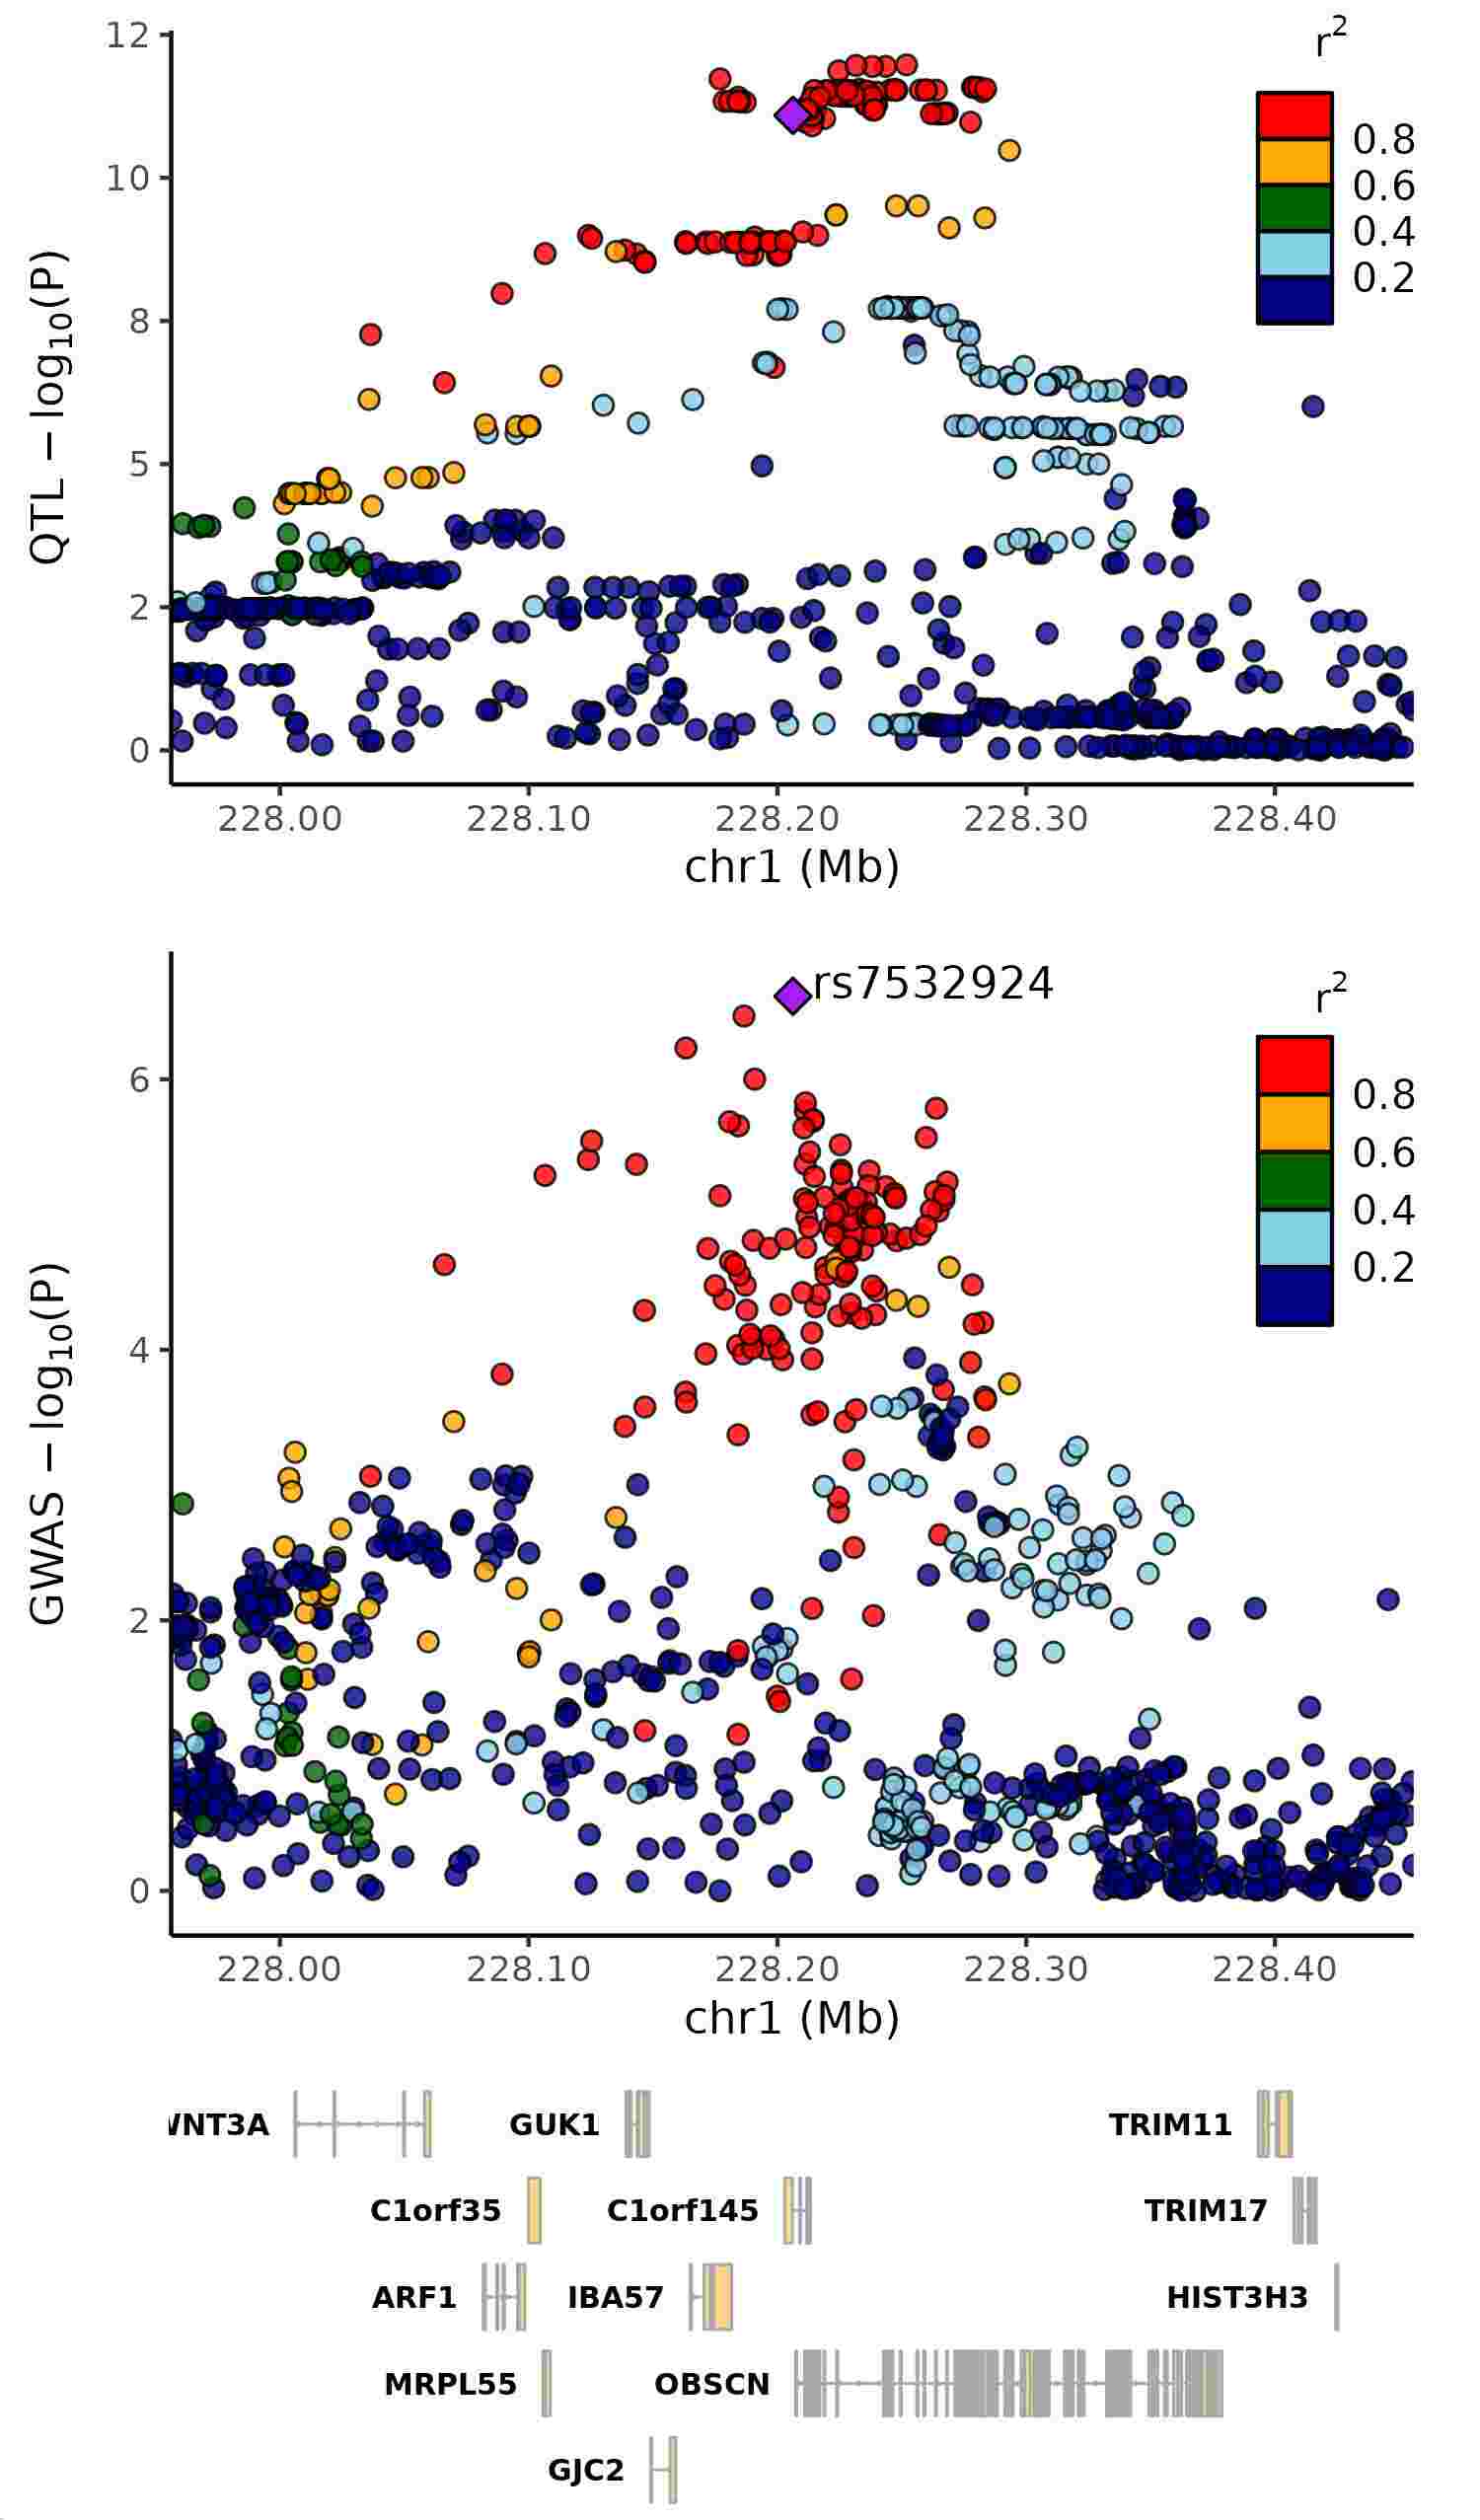 12
10
8
5
2
0
QTL − log10(P)
r2
0.8
0.6
0.4
0.2
228.00 228.10 228.20 228.30 228.40
chr1 (Mb)
rs7532924
6
4
2
0
GWAS − log10(P)
r2
0.8
0.6
0.4
0.2
228.00 228.10 228.20 228.30 228.40
chr1 (Mb)
WNT3A GUK1 TRIM11
C1orf35 C1orf145 TRIM17
ARF1 IBA57 HIST3H3
MRPL55 OBSCN
GJC2